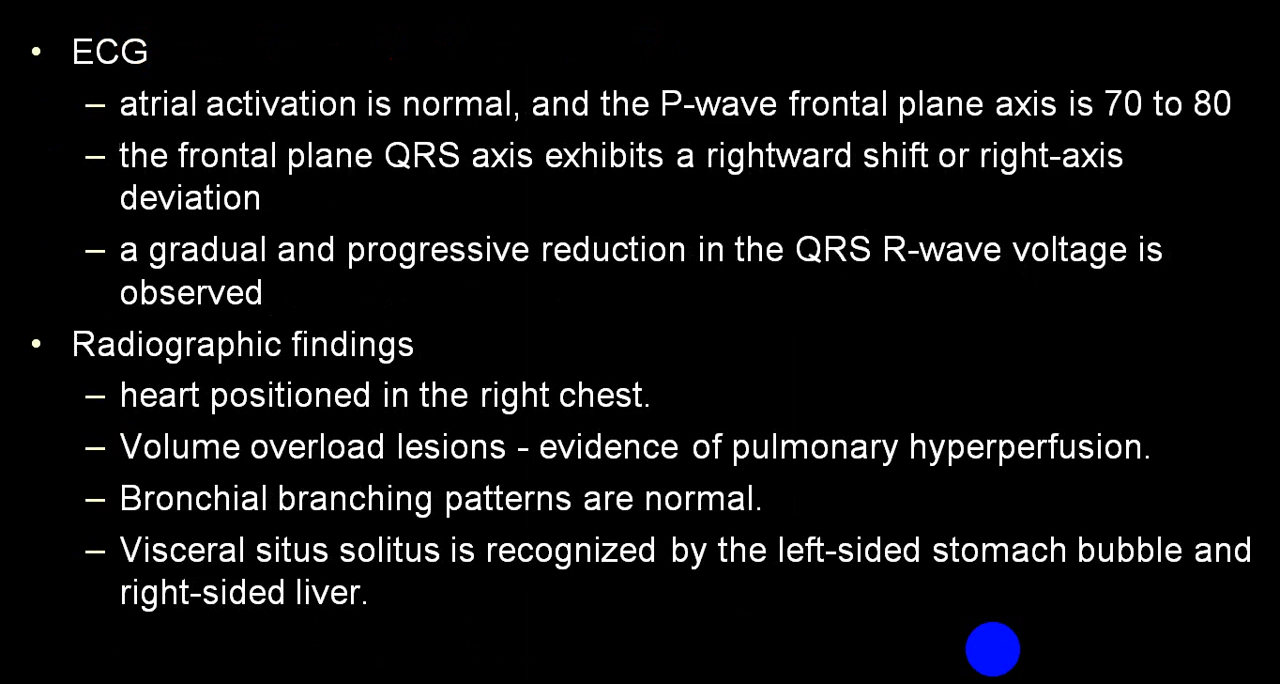 • ECG
– atrial activation is normal, and the P-wave frontal plane axis is 70 to 80
– the frontal plane QRS axis exhibits a rightward shift or right-axis
deviation
– a gradual and progressive reduction in the QRS R-wave voltage is
observed
• Radiographic findings
– heart positioned in the right chest.
– Volume overload lesions - evidence of pulmonary hyperperfusion.
– Bronchial branching patterns are normal.
– Visceral situs solitus is recognized by the left-sided stomach bubble and
right-sided liver.